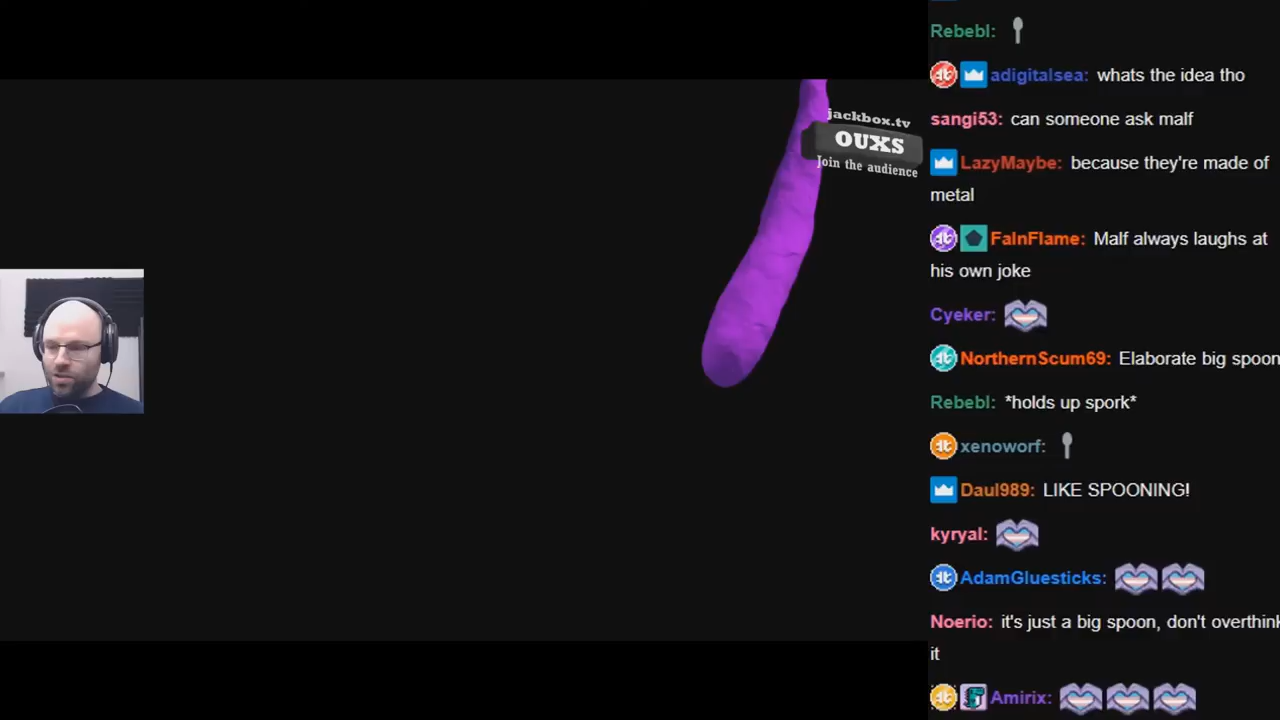 jackbox.tv
OUXS
Join the audience
Rebebl:
adigitalsea: whats the idea tho
sangi53: can someone ask malf
LazyMaybe: because they're made of
metal
FalnFlame: Malf always laughs at
his own joke
Cyeker:
NorthernScum69: Elaborate big spoon
Rebebl: *holds up spork*
xenoworf:
Daul989: LIKE SPOONING!
kyryal:
AdamGluesticks:
Noerio: it's just a big spoon, don't overthink
it
Amirix: